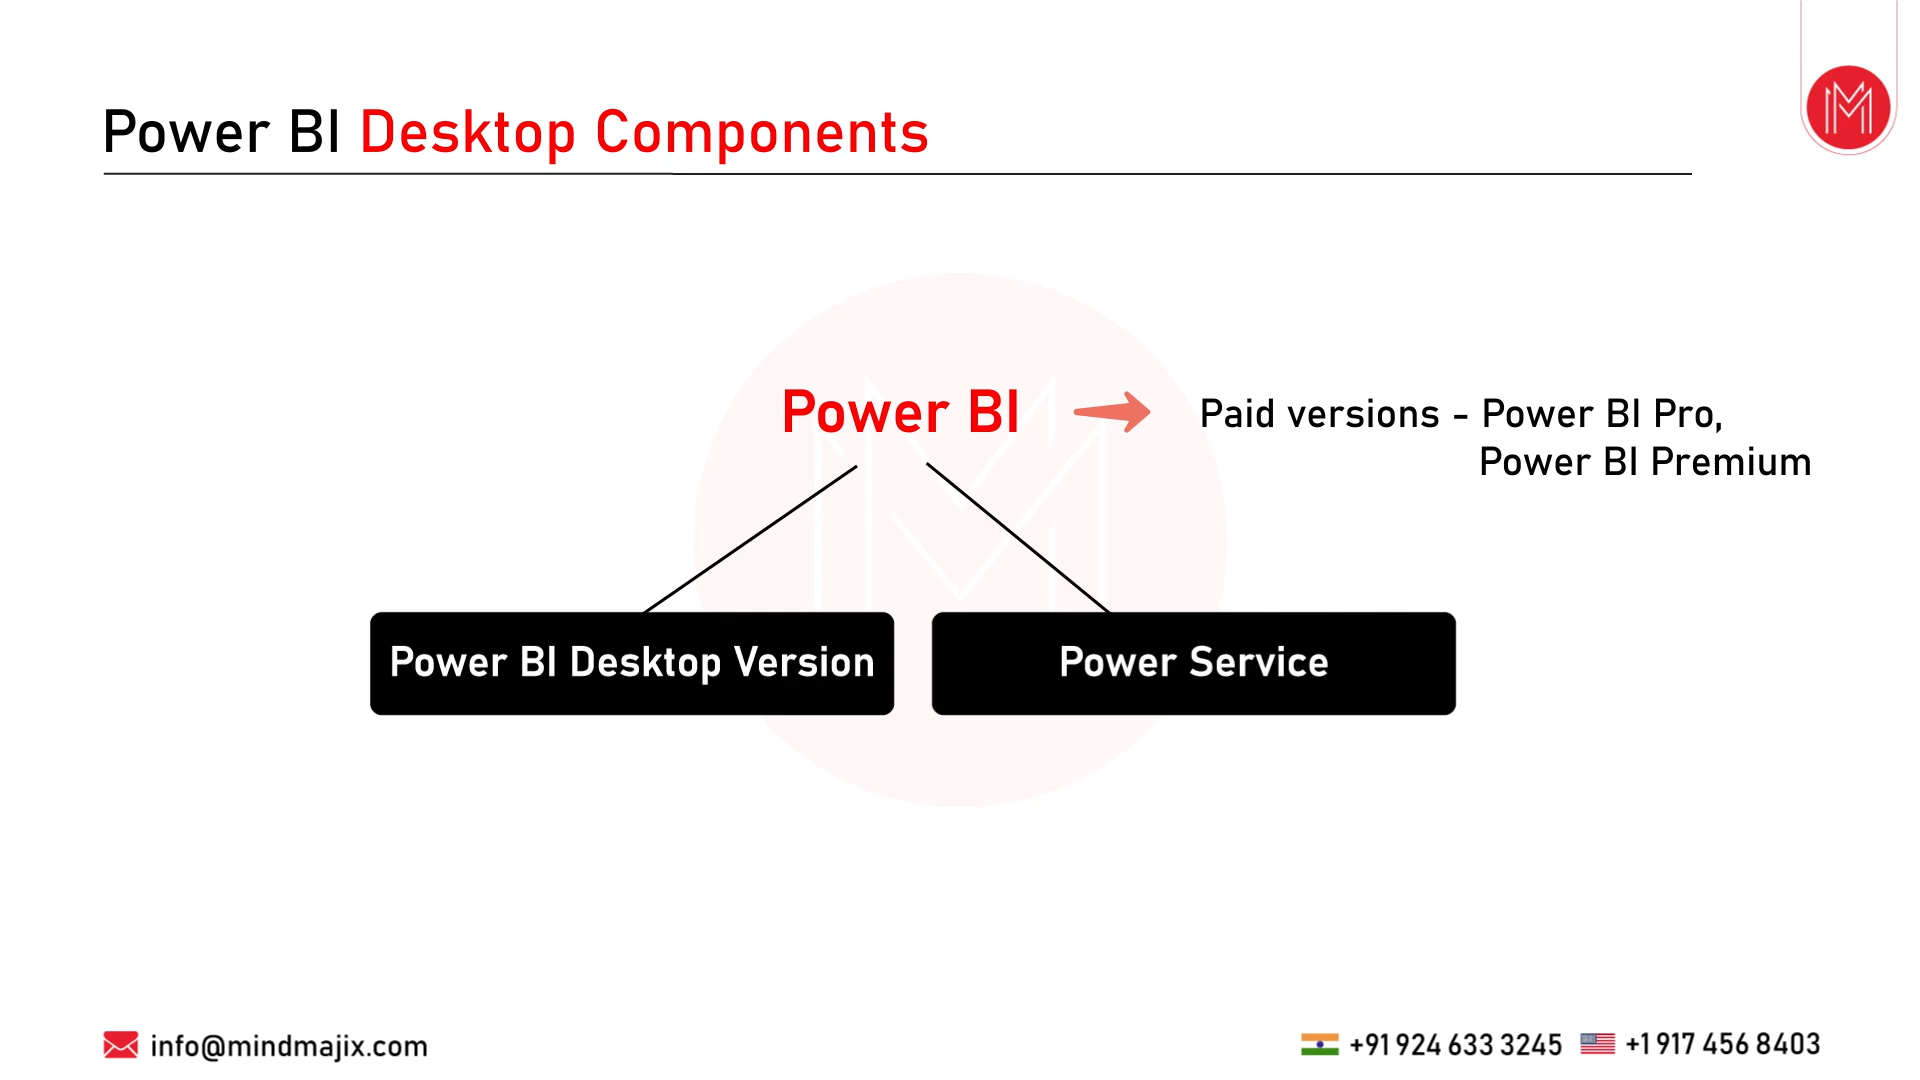 Power BI Desktop Components
Power BI
Paid versions - Power BI Pro,
Power BI Premium
Power BI Desktop Version
Power Service
info@mindmajix.com
+91 924 633 3245
+1 917 456 8403